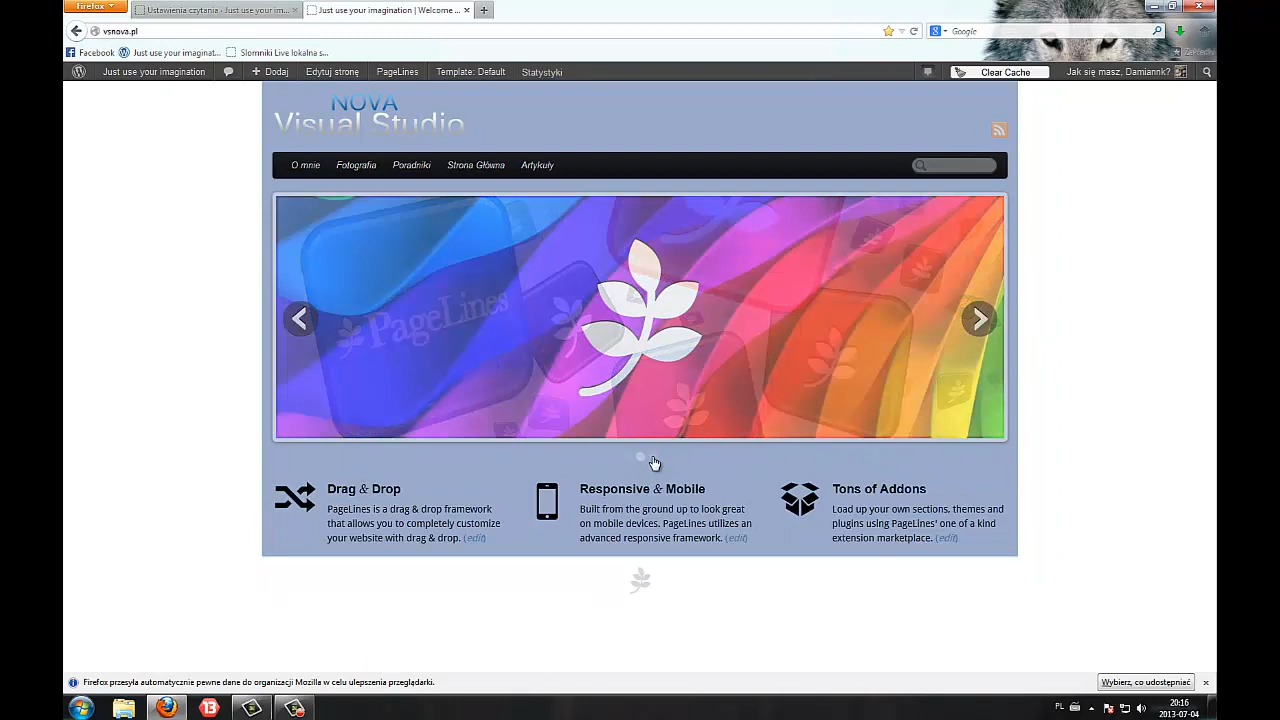 Firefox
Ustawienia czytania ‹ Just use your im...
Just use your imagination | Welcome ...
vsnova.pl
Google
Facebook
Just use your imaginat...
Slomniki Live lokalna s...
Zakładki
Just use your imagination
Dodaj
Edytuj stronę
PageLines
Template: Default
Statystyki
Clear Cache
Jak się masz, Damiannk?
NOVA
Visual Studio
O mnie
Fotografia
Poradniki
Strona Główna
Artykuły
PageLines
Drag & Drop
PageLines is a drag & drop framework
that allows you to completely customize
your website with drag & drop. (edit)
Responsive & Mobile
Built from the ground up to look great
on mobile devices. PageLines utilizes an
advanced responsive framework. (edit)
Tons of Addons
Load up your own sections, themes and
plugins using PageLines' one of a kind
extension marketplace. (edit)
Firefox przesyła automatycznie pewne dane do organizacji Mozilla w celu ulepszenia przeglądarki.
Wybierz, co udostępniać
13
PL
20:16
2013-07-04